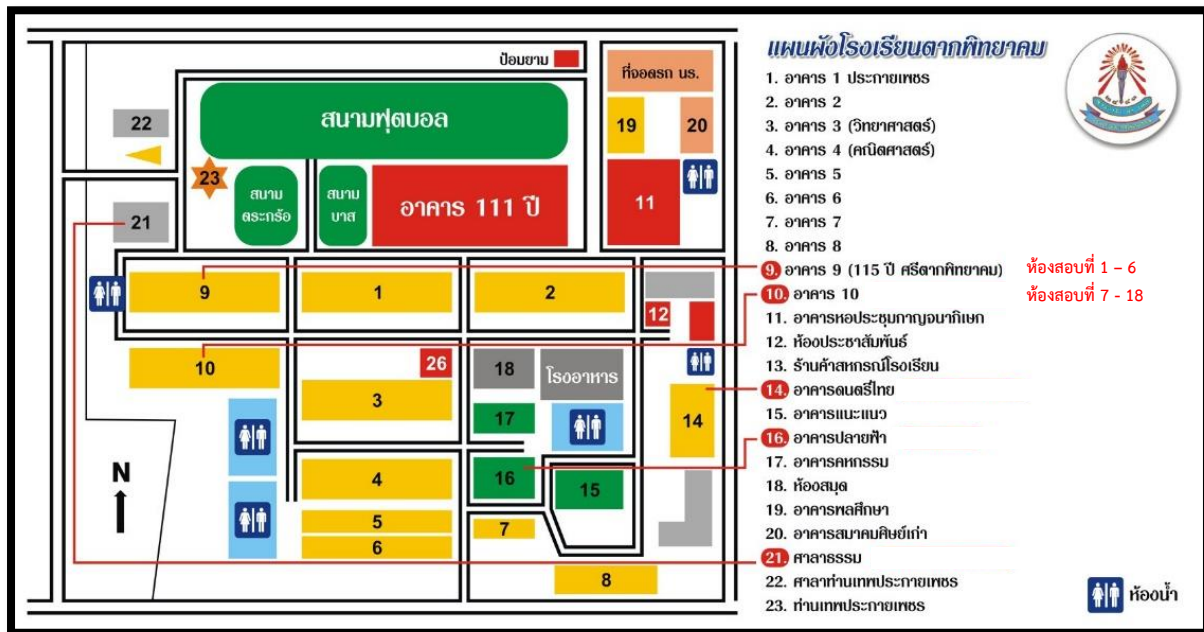 ป้อมยาม
ที่จอดรถ นร.
สนามฟุตบอล
22
19
20
23
สนาม
ตะกร้อ
สนาม
บาส
อาคาร 111 ปี
11
21
9
1
2
12
10
26
3
18
โรงอาหาร
17
14
N
4
16
15
5
7
6
8
แผนผังโรงเรียนตากพิทยาคม
1. อาคาร 1 ประกายเพชร
2. อาคาร 2
3. อาคาร 3 (วิทยาศาสตร์)
4. อาคาร 4 (คณิตศาสตร์)
5. อาคาร 5
6. อาคาร 6
7. อาคาร 7
8. อาคาร 8
9. อาคาร 9 (115 ปี ศรีตากพิทยาคม) ห้องสอบที่ 1 – 6
10. อาคาร 10 ห้องสอบที่ 7 - 18
11. อาคารหอประชุมกาญจนาภิเษก
12. ห้องประชาสัมพันธ์
13. ร้านค้าสหกรณ์โรงเรียน
14. อาคารดนตรีไทย
15. อาคารแนะแนว
16. อาคารปลายฟ้า
17. อาคารคหกรรม
18. ห้องสมุด
19. อาคารพลศึกษา
20. อาคารสมาคมศิษย์เก่า
21. ศาลาธรรม
22. ศาลาท่านเทพประกายเพชร
23. ท่านเทพประกายเพชร
ห้องน้ำ